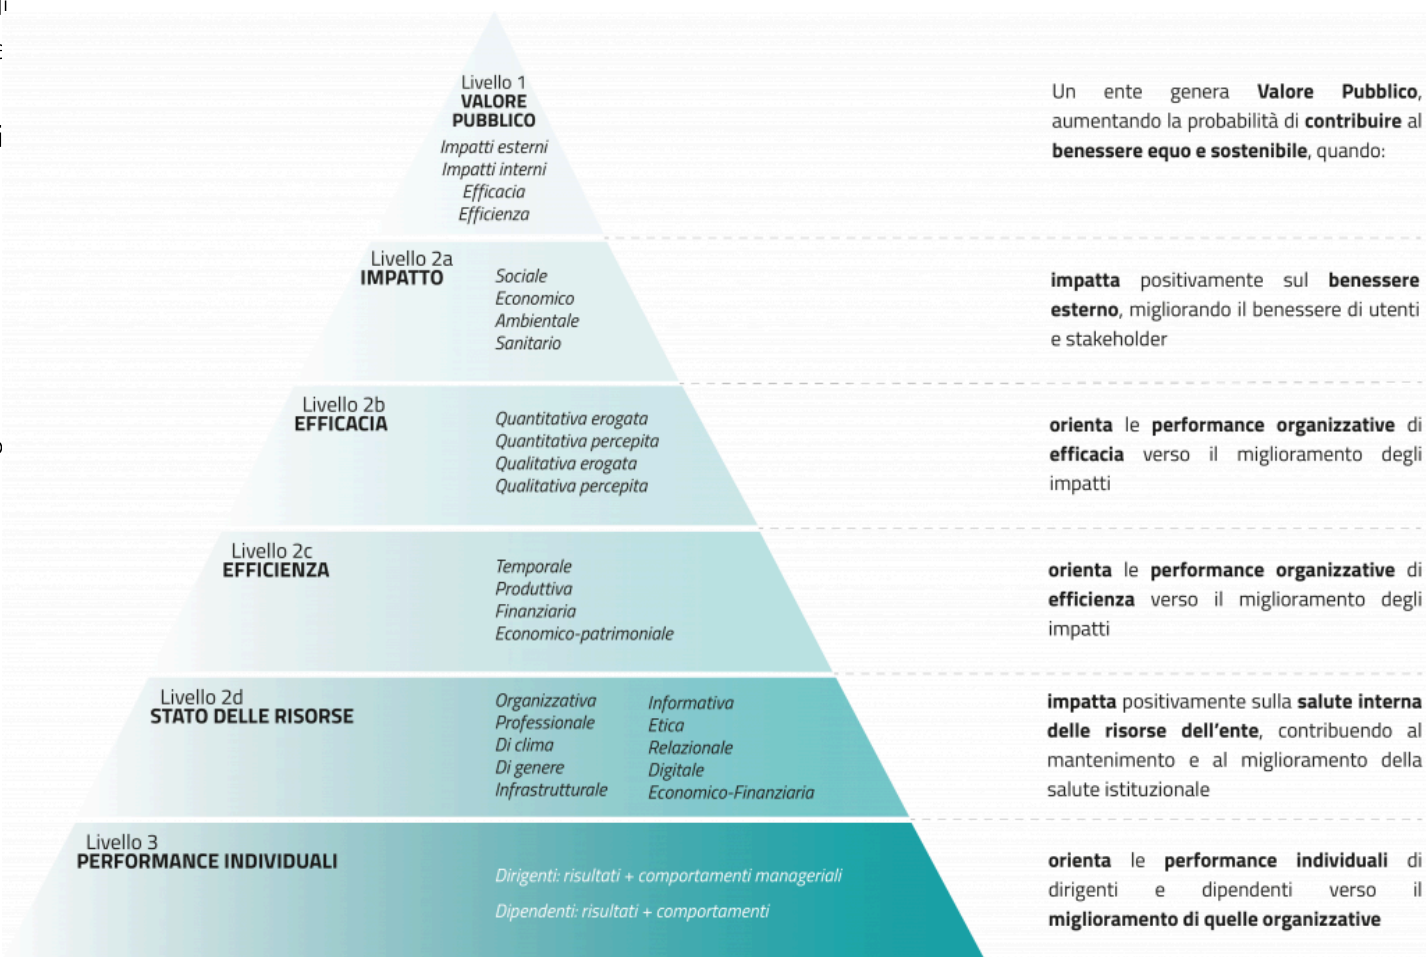 Livello 1
VALORE
PUBBLICO
Impatti esterni
Impatti interni
Efficacia
Efficienza
Un ente genera Valore Pubblico,
aumentando la probabilità di contribuire al
benessere equo e sostenibile, quando:
Livello 2a
IMPATTO
Sociale
Economico
Ambientale
Sanitario
impatta positivamente sul benessere
esterno, migliorando il benessere di utenti
e stakeholder
Livello 2b
EFFICACIA
Quantitativa erogata
Quantitativa percepita
Qualitativa erogata
Qualitativa percepita
orienta le performance organizzative di
efficacia verso il miglioramento degli
impatti
Livello 2c
EFFICIENZA
Temporale
Produttiva
Finanziaria
Economico-patrimoniale
orienta le performance organizzative di
efficienza verso il miglioramento degli
impatti
Livello 2d
STATO DELLE RISORSE
Organizzativa
Professionale
Di clima
Di genere
Infrastrutturale
Informativa
Etica
Relazionale
Digitale
Economico-Finanziaria
impatta positivamente sulla salute interna
delle risorse dell'ente, contribuendo al
mantenimento e al miglioramento della
salute istituzionale
Livello 3
PERFORMANCE INDIVIDUALI
Dirigenti: risultati + comportamenti manageriali
Dipendenti: risultati + comportamenti
orienta le performance individuali di
dirigenti e dipendenti verso il
miglioramento di quelle organizzative